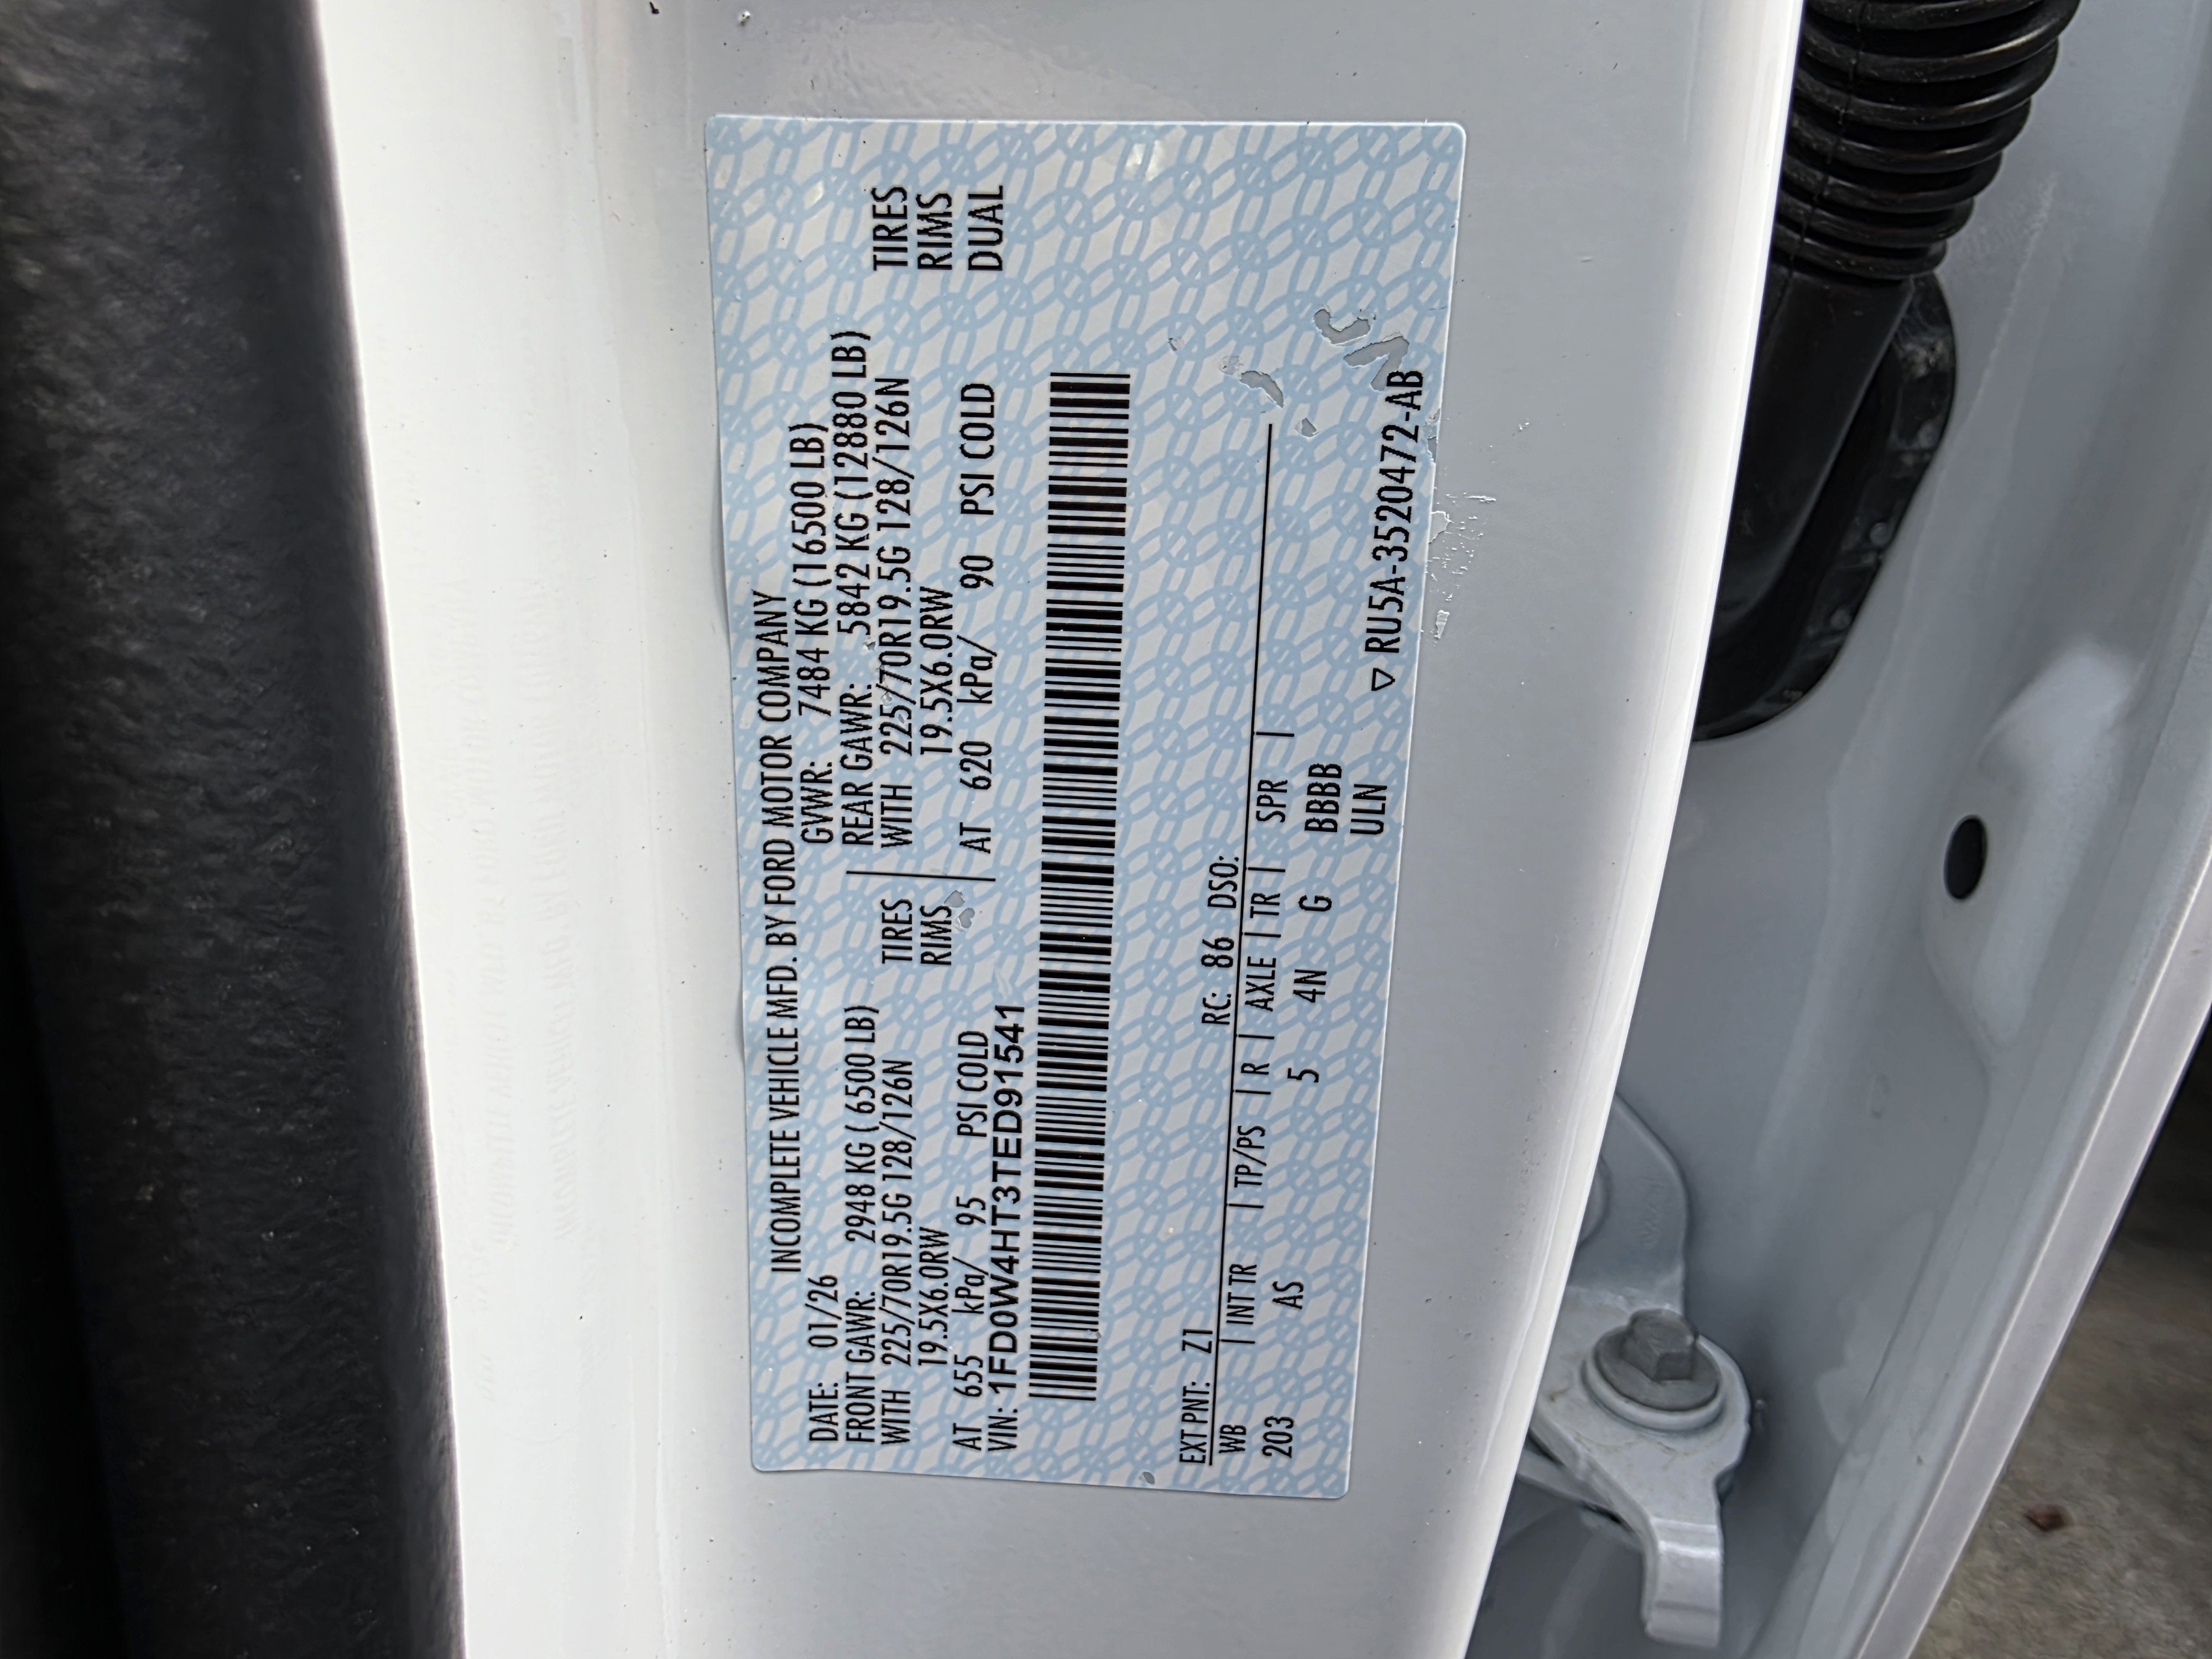 INCOMPLETE VEHICLE MFD. BY FORD MOTOR COMPANY
DATE: 01/26 GVWR: 7484 KG (16500 LB)
FRONT GAWR: 2948 KG ( 6500 LB) REAR GAWR: 5842 KG (12880 LB)
WITH 225/70R19.5G 128/126N TIRES WITH 225/70R19.5G 128/126N TIRES
19.5X6.0RW RIMS 19.5X6.0RW RIMS
AT 655 kPa/ 95 PSI COLD AT 620 kPa/ 90 PSI COLD DUAL
VIN: 1FD0W4HT3TED91541
EXT PNT: Z1 RC: 86 DSO:
WB | INT TR | TP/PS | R | AXLE | TR | SPR |
203 AS 5 4N G BBBB
ULN ▽ RU5A-3520472-AB